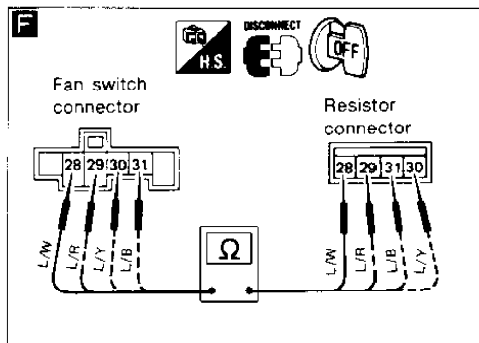 F
H.S.
DISCONNECT
OFF
Fan switch
connector
Resistor
connector
28 29 30 31
28 29 31 30
L/W L/R L/Y L/B
Ω
L/W L/R L/B L/Y